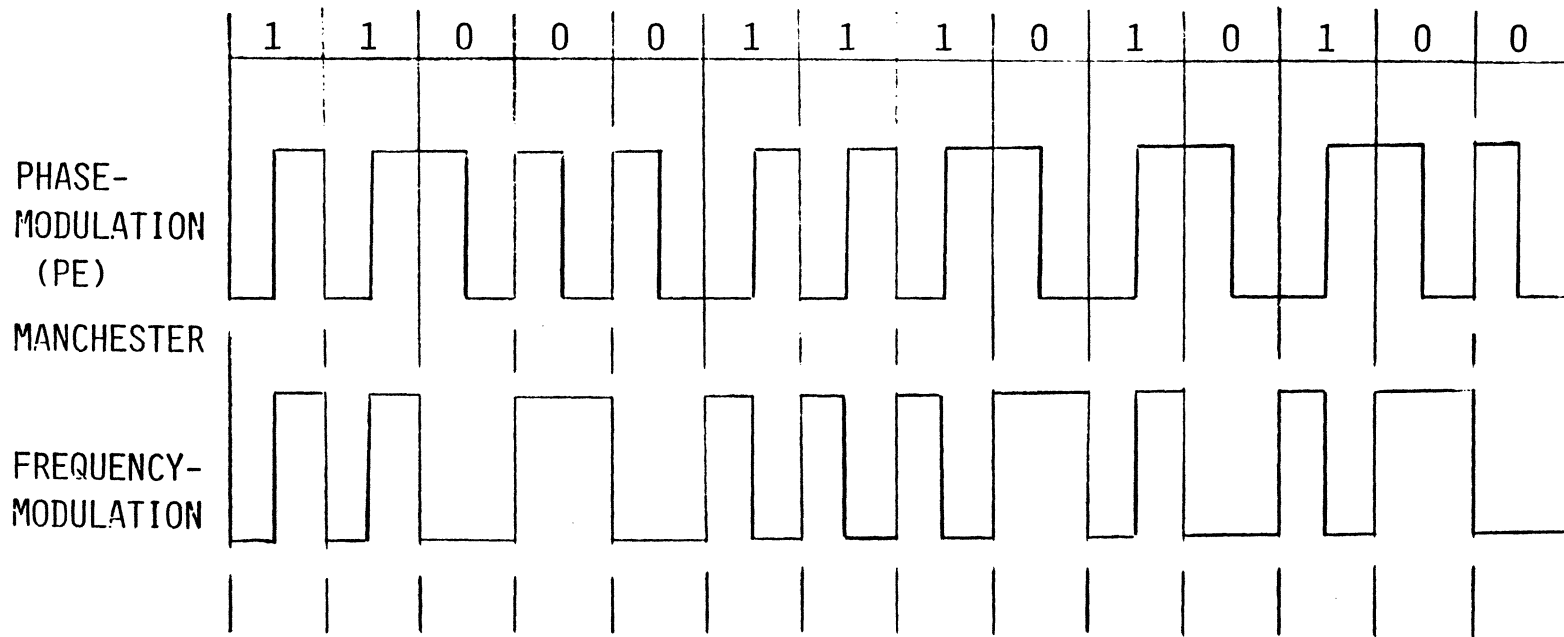 1 1 0 0 0 1 1 1 0 1 0 1 0 0
PHASE-
MODULATION
(PE)
MANCHESTER
FREQUENCY-
MODULATION